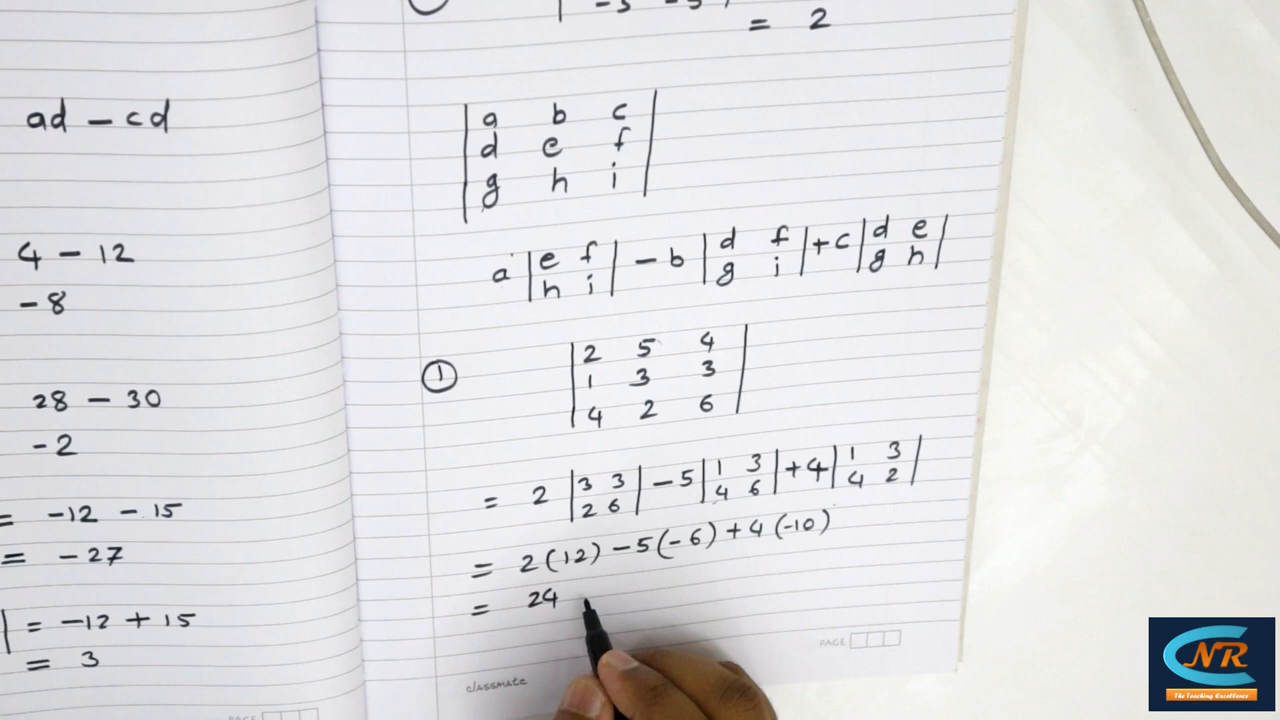 ad - cd
4 - 12
-8
28 - 30
-2
= -12 - 15
= -27
| = -12 + 15
= 3
= 2
| a b c |
| d e f |
| g h i |
a | e f | - b | d f | + c | d e |
| h i | | g i | | g h |
① | 2 5 4 |
| 1 3 3 |
| 4 2 6 |
= 2 | 3 3 | - 5 | 1 3 | + 4 | 1 3 |
| 2 6 | | 4 6 | | 4 2 |
= 2(12) - 5(-6) + 4(-10)
= 24
PAGE
classmate
PAGE
CNR
The Teaching Excellence